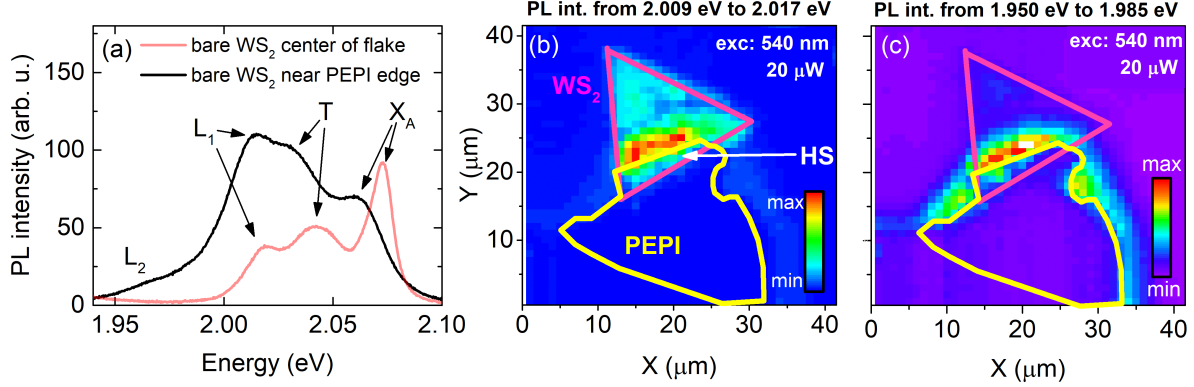 (a)
bare WS2 center of flake
bare WS2 near PEPI edge
L1
T
XA
L2
PL intensity (arb. u.)
150
100
50
0
1.95
2.00
2.05
2.10
Energy (eV)
PL int. from 2.009 eV to 2.017 eV
(b)
exc: 540 nm
20 µW
WS2
HS
PEPI
max
min
Y (µm)
40
30
20
10
0
10
20
30
40
X (µm)
PL int. from 1.950 eV to 1.985 eV
(c)
exc: 540 nm
20 µW
max
min
0
10
20
30
40
X (µm)